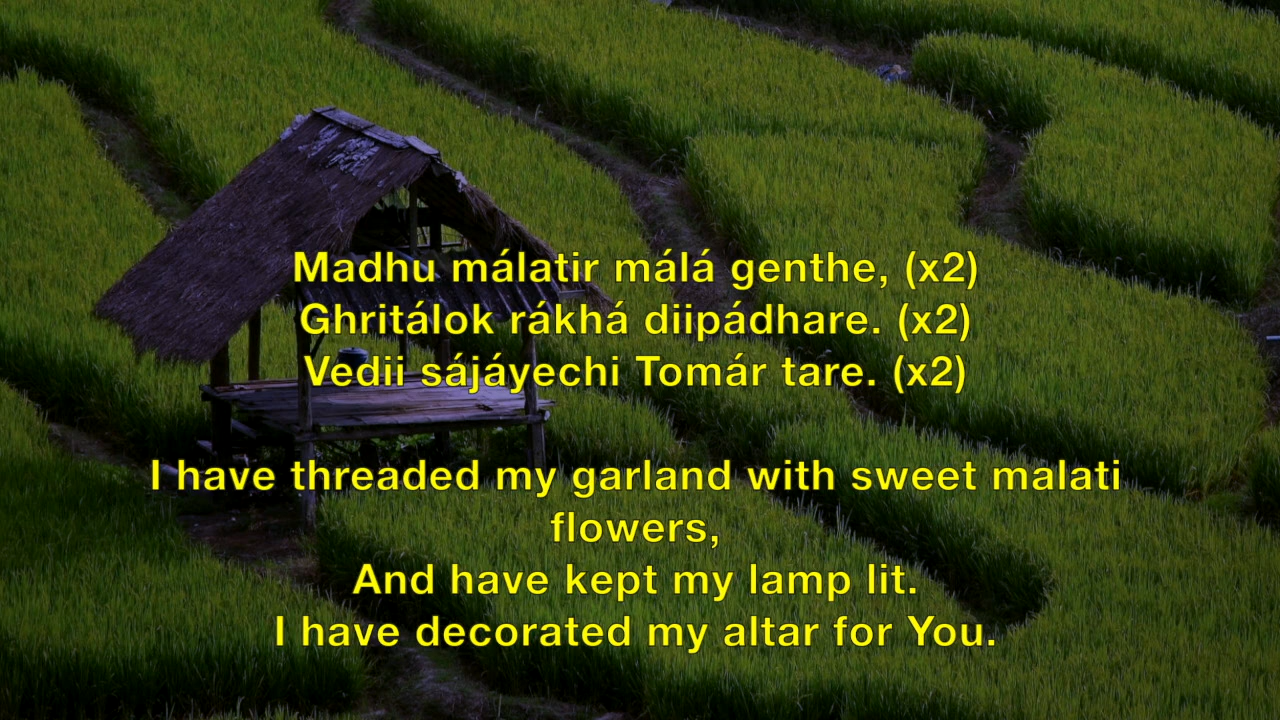 Madhu málatir málá genthe, (x2)
Ghritálok rákhá diipádhare. (x2)
Vedii sájáyechi Tomár tare. (x2)
I have threaded my garland with sweet malati
flowers,
And have kept my lamp lit.
I have decorated my altar for You.